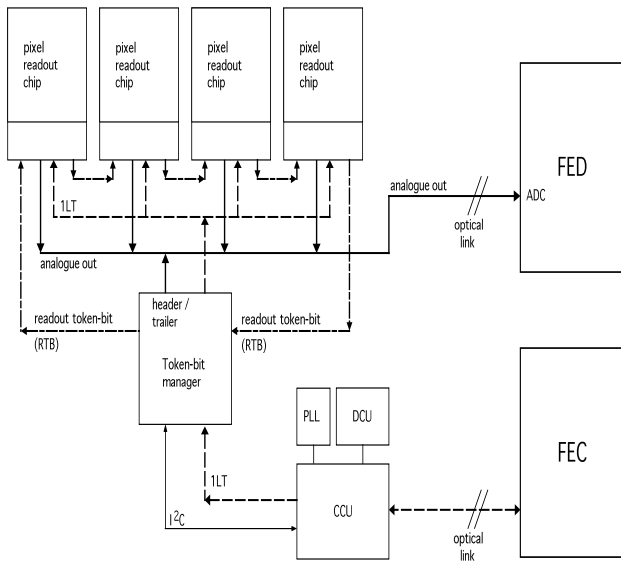 pixel
readout
chip
pixel
readout
chip
pixel
readout
chip
pixel
readout
chip
1LT
analogue out
analogue out
optical
link
FED
ADC
header /
trailer
Token-bit
manager
readout token-bit
(RTB)
readout token-bit
(RTB)
PLL
DCU
CCU
1LT
I²C
optical
link
FEC